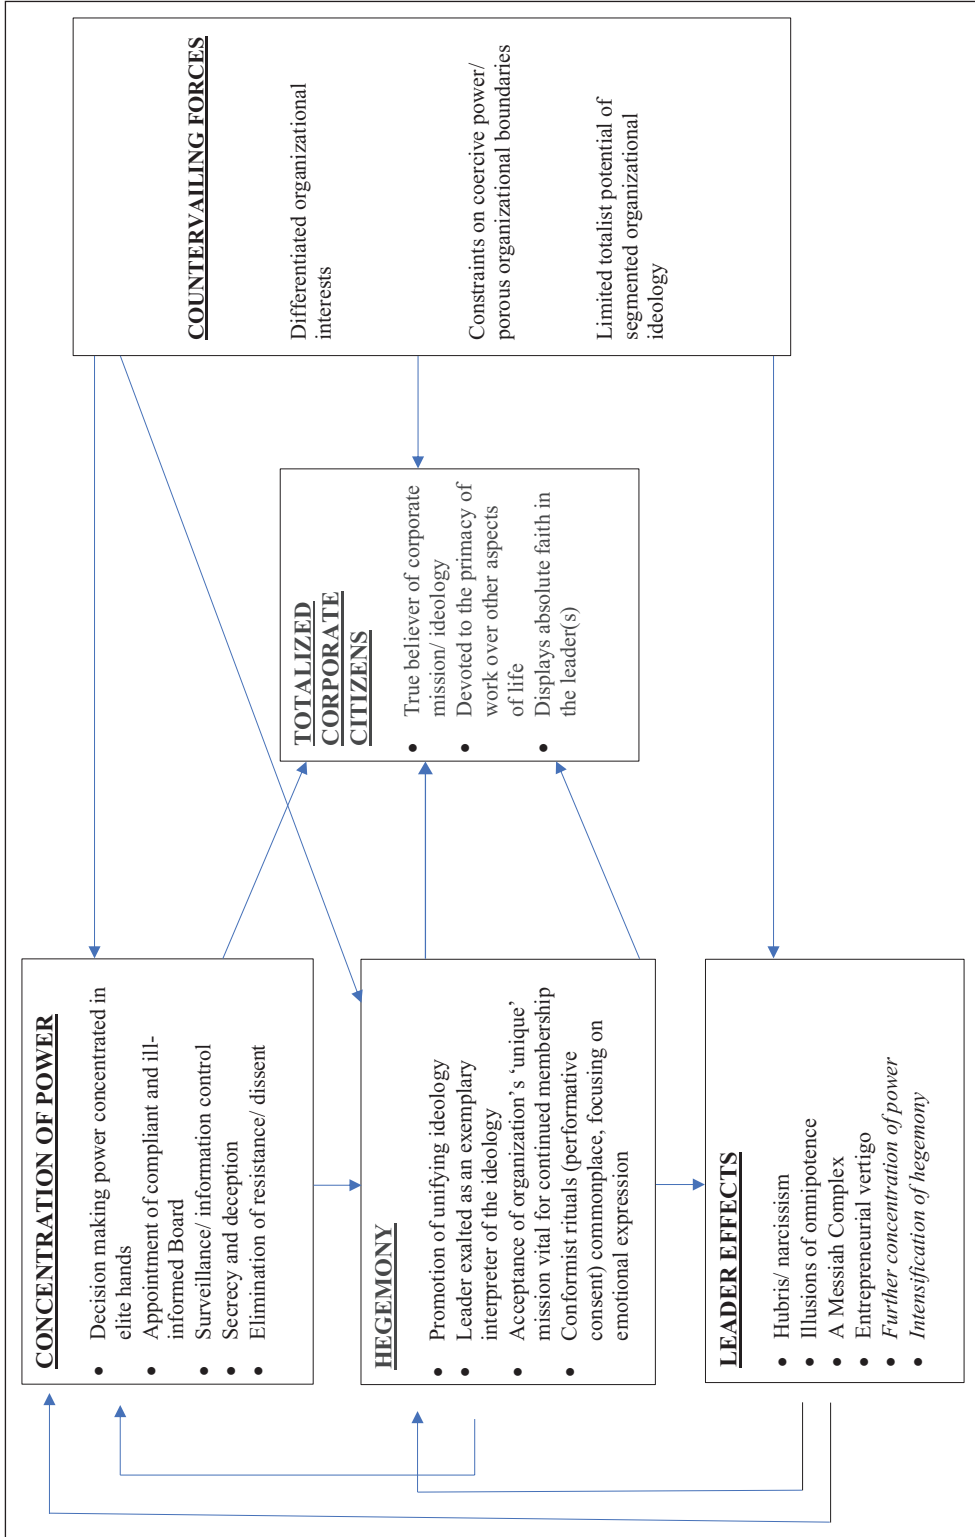 CONCENTRATION OF POWER
• Decision making power concentrated in
elite hands
• Appointment of compliant and ill-
informed Board
• Surveillance/ information control
• Secrecy and deception
• Elimination of resistance/ dissent
HEGEMONY
• Promotion of unifying ideology
• Leader exalted as an exemplary
interpreter of the ideology
• Acceptance of organization's ‘unique’
mission vital for continued membership
• Conformist rituals (performative
consent) commonplace, focusing on
emotional expression
LEADER EFFECTS
• Hubris/ narcissism
• Illusions of omnipotence
• A Messiah Complex
• Entrepreneurial vertigo
• Further concentration of power
• Intensification of hegemony
TOTALIZED
CORPORATE
CITIZENS
• True believer of corporate
mission/ ideology
• Devoted to the primacy of
work over other aspects
of life
• Displays absolute faith in
the leader(s)
COUNTERVAILING FORCES
Differentiated organizational
interests
Constraints on coercive power/
porous organizational boundaries
Limited totalist potential of
segmented organizational
ideology